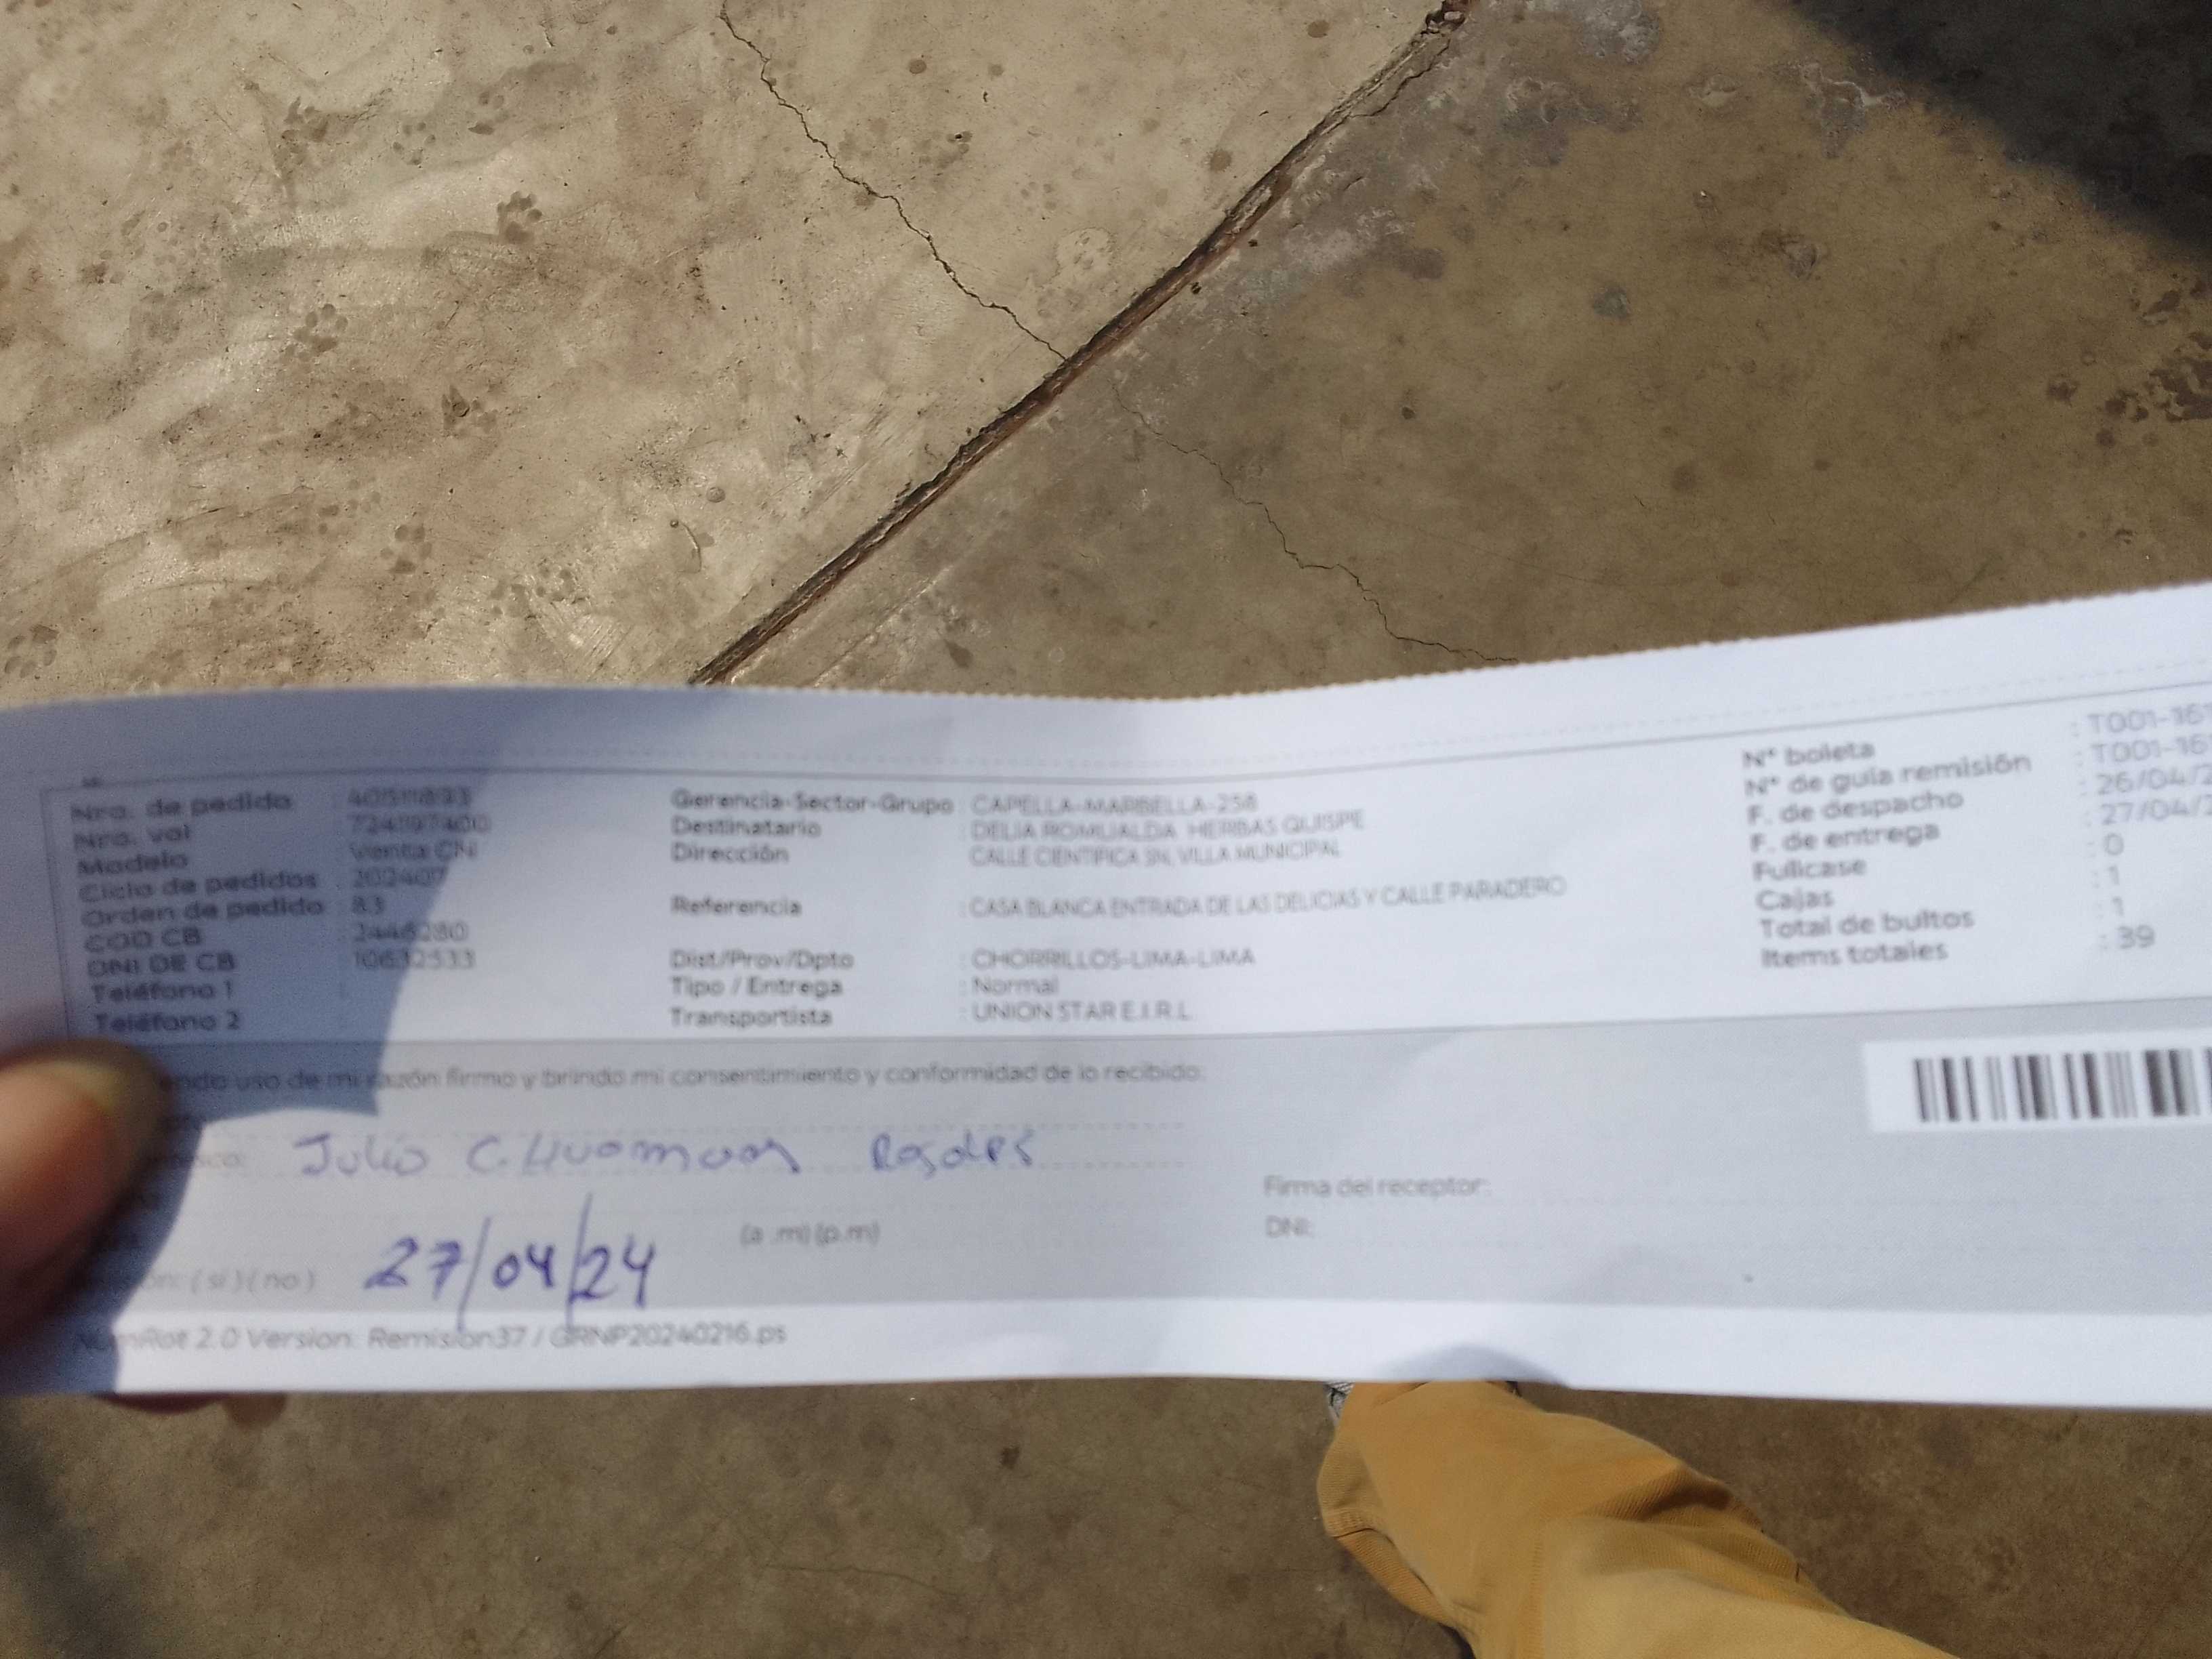 Nro. de pedido : 405111893
Nro. vol : 7241197400
Modelo : Venta CN
Ciclo de pedidos : 202407
Orden de pedido : 83
COD CB : 2446280
DNI DE CB : 10632533
Teléfono 1 :
Teléfono 2 :
Gerencia-Sector-Grupo : CAPELLA-MARBELLA-258
Destinatario : DELIA ROMUALDA HERBAS QUISPE
Dirección : CALLE CIENTIFICA SN, VILLA MUNICIPAL
Referencia : CASA BLANCA ENTRADA DE LAS DELICIAS Y CALLE PARADERO
Dist/Prov/Dpto : CHORRILLOS-LIMA-LIMA
Tipo / Entrega : Normal
Transportista : UNION STAR E.I.R.L
N° boleta : T001-16
N° de guía remisión : T001-16
F. de despacho : 26/04/2
F. de entrega : 27/04/2
Fullcase : 0
Cajas : 1
Total de bultos : 1
Items totales : 39
uso de mi razón firmo y brindo mi consentimiento y conformidad de lo recibido:
Julio C. Huaman Rosales
Firma del receptor:
(a .m) (p.m)
DNI:
(si) (no) 27/04/24
2.0 Version: Remision37 / GRNP20240216.ps